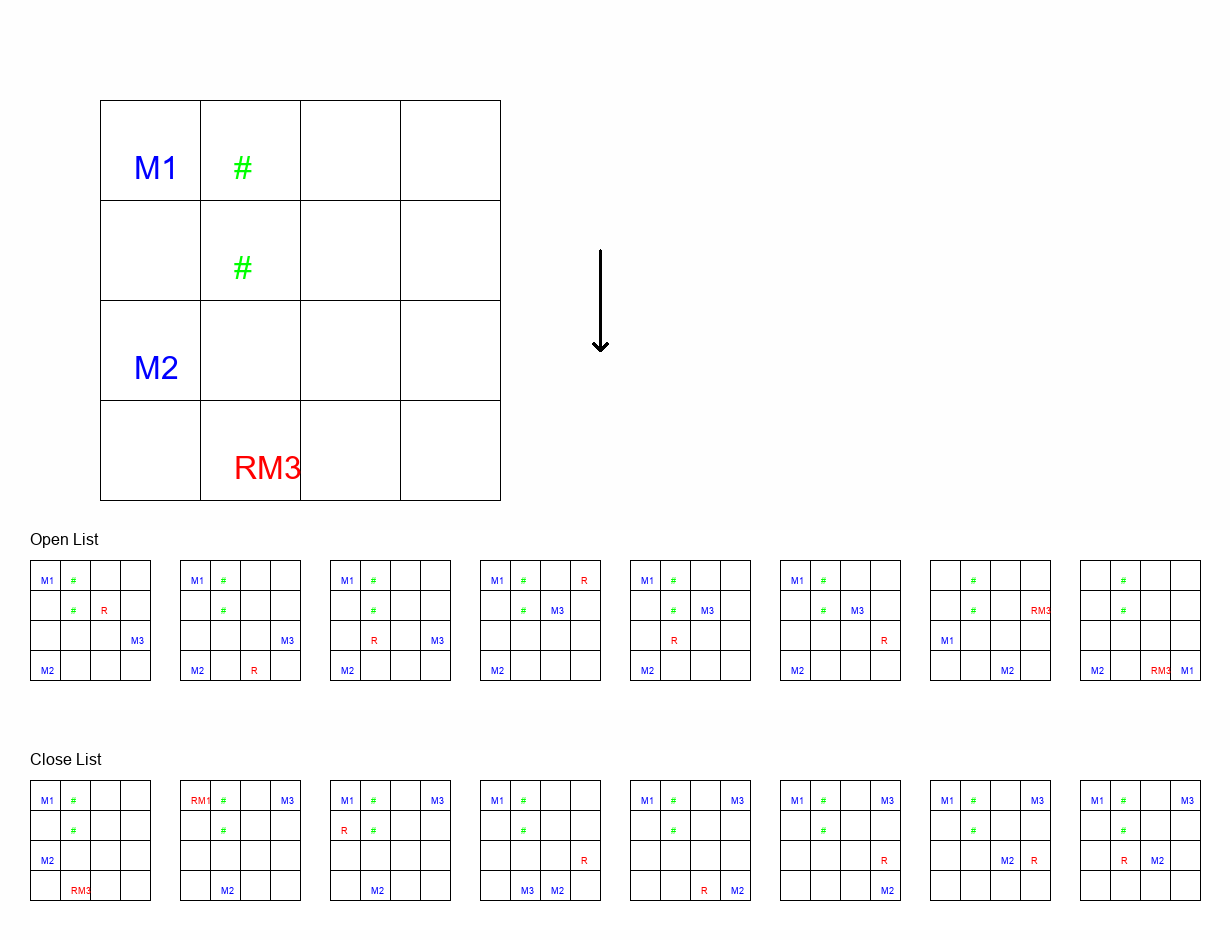 M1 #
#
M2
RM3
Open List
M1 # M1 # M1 # M1 # R M1 # M1 # # #
# R # # # M3 # M3 # M3 # RM3 #
M3 M3 R M3 R R M1
M2 M2 R M2 M2 M2 M2 M2 M2 RM3 M1
Close List
M1 # RM1 # M3 M1 # M3 M1 # M1 # M3 M1 # M3 M1 # M3 M1 # M3
# # R # # # # # #
M2 R R M2 R R M2
RM3 M2 M2 M3 M2 R M2 M2